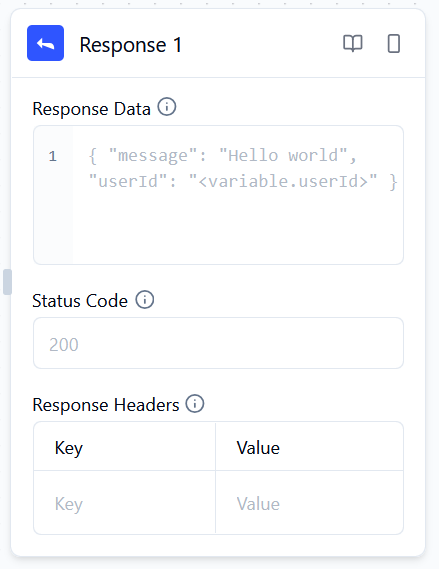 Response 1
Response Data
1
{ "message": "Hello world",
"userId": "<variable.userId>" }
Status Code
200
Response Headers
Key Value
Key Value